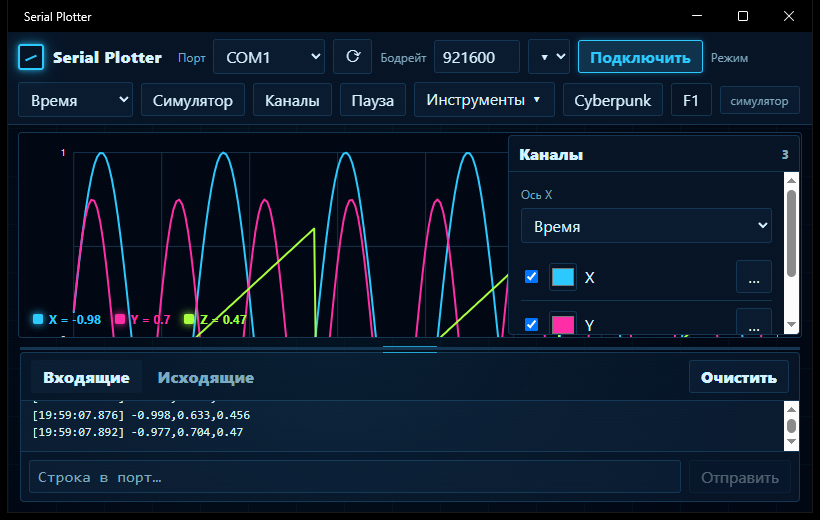 Serial Plotter
Serial Plotter Порт COM1 ⟳ Бодрейт 921600 ▾ Подключить Режим
Время Симулятор Каналы Пауза Инструменты ▾ Cyberpunk F1 симулятор
1
Каналы 3
Ось X
Время
X ...
Y ...
X = -0.98 Y = 0.7 Z = 0.47
Входящие Исходящие Очистить
[19:59:07.876] -0.998,0.633,0.456
[19:59:07.892] -0.977,0.704,0.47
Строка в порт… Отправить